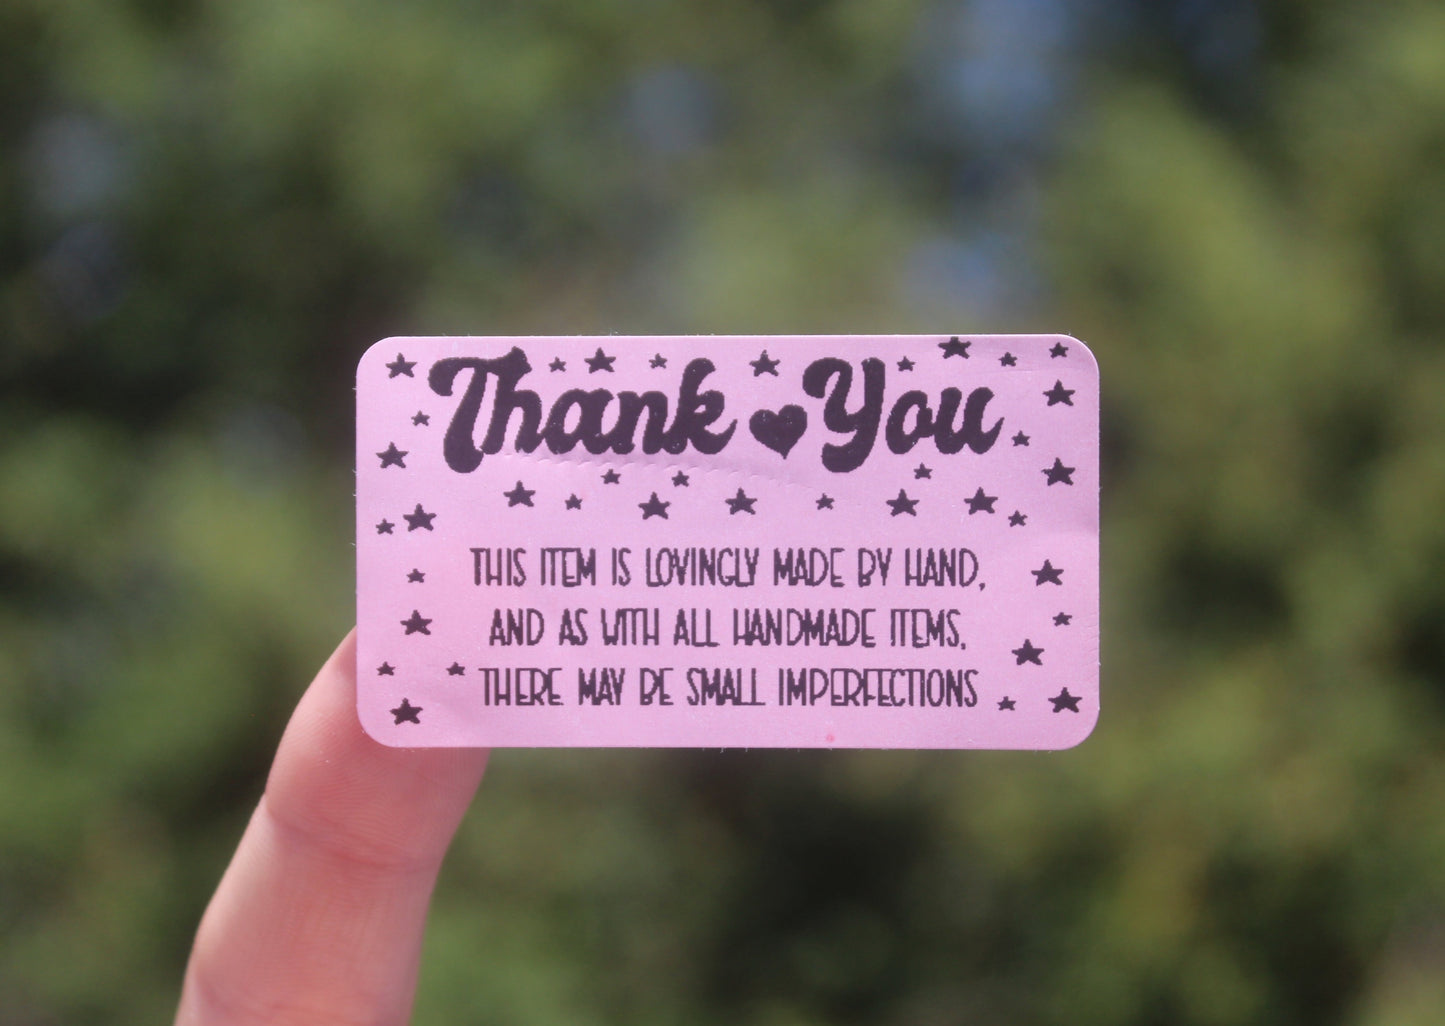 Thank You
THIS ITEM IS LOVINGLY MADE BY HAND,
AND AS WITH ALL HANDMADE ITEMS,
THERE MAY BE SMALL IMPERFECTIONS